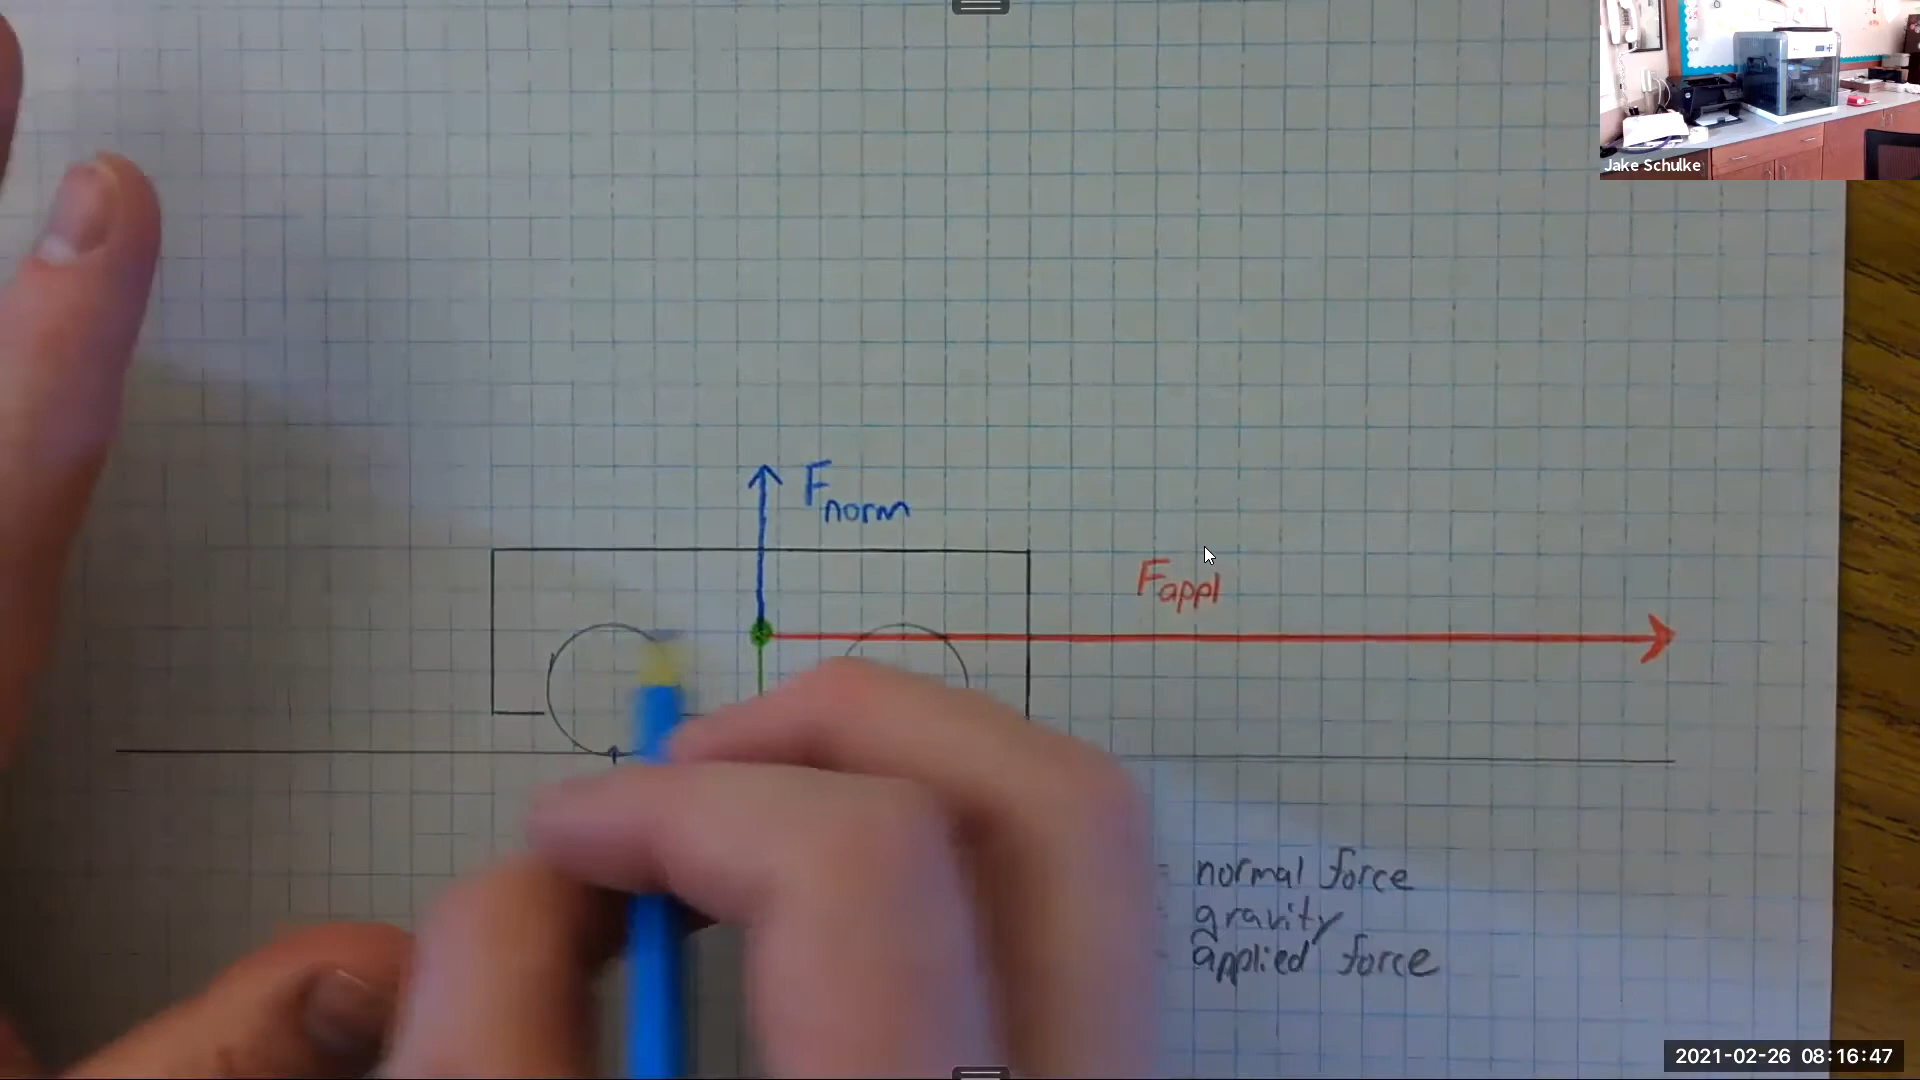 Jake Schulke
Fnorm
Fappl
- normal force
- gravity
- applied force
2021-02-26 08:16:47